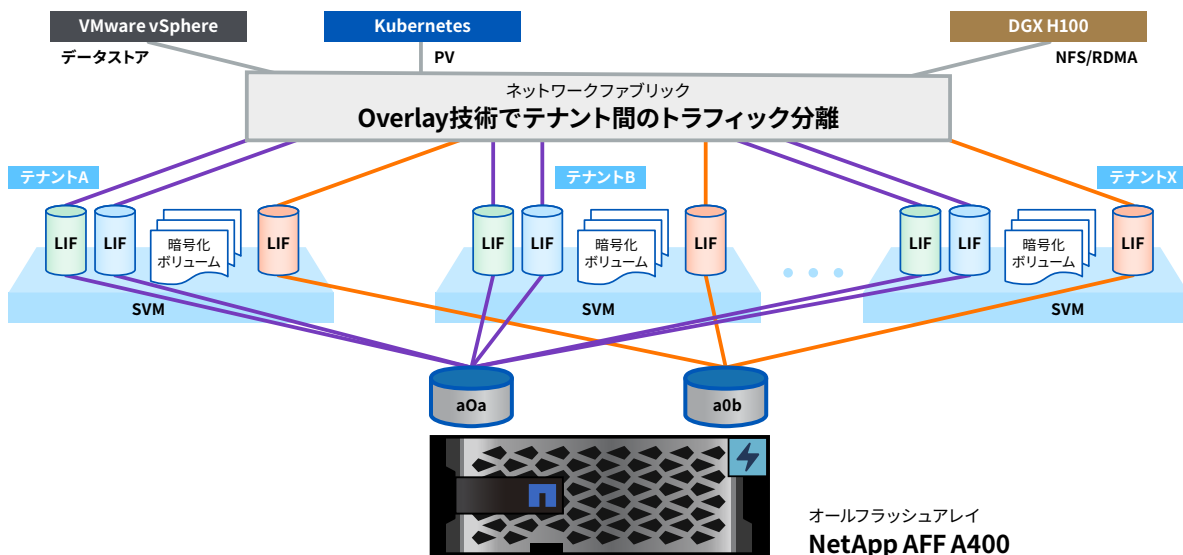 VMware vSphere
Kubernetes
DGX H100
データストア
PV
NFS/RDMA
ネットワークファブリック
Overlay技術でテナント間のトラフィック分離
テナントA
テナントB
テナントX
LIF
LIF
暗号化
ボリューム
LIF
LIF
LIF
暗号化
ボリューム
LIF
LIF
LIF
暗号化
ボリューム
LIF
SVM
SVM
SVM
aOa
a0b
オールフラッシュアレイ
NetApp AFF A400